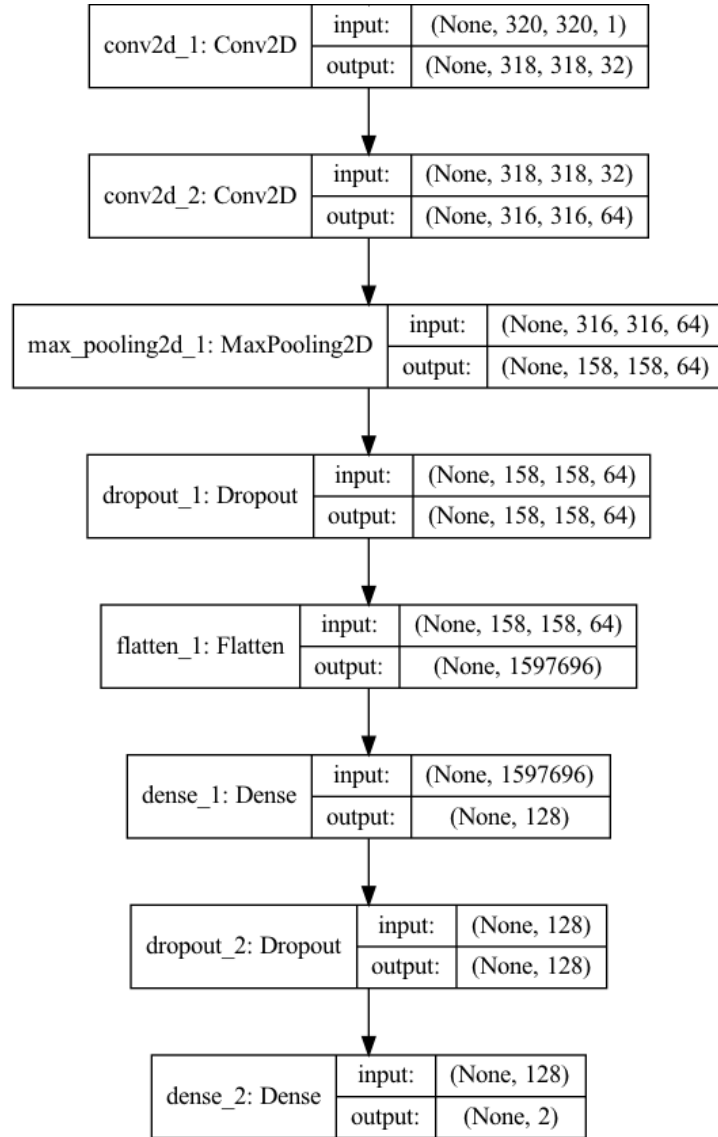 conv2d_1: Conv2D
input: (None, 320, 320, 1)
output: (None, 318, 318, 32)
conv2d_2: Conv2D
input: (None, 318, 318, 32)
output: (None, 316, 316, 64)
max_pooling2d_1: MaxPooling2D
input: (None, 316, 316, 64)
output: (None, 158, 158, 64)
dropout_1: Dropout
input: (None, 158, 158, 64)
output: (None, 158, 158, 64)
flatten_1: Flatten
input: (None, 158, 158, 64)
output: (None, 1597696)
dense_1: Dense
input: (None, 1597696)
output: (None, 128)
dropout_2: Dropout
input: (None, 128)
output: (None, 128)
dense_2: Dense
input: (None, 128)
output: (None, 2)